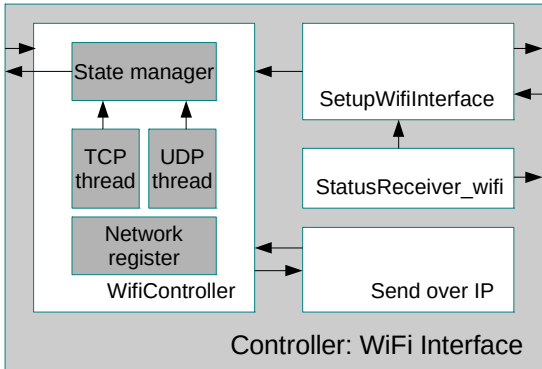 State manager
TCP
thread
UDP
thread
Network
register
WifiController
SetupWifiInterface
StatusReceiver_wifi
Send over IP
Controller: WiFi Interface